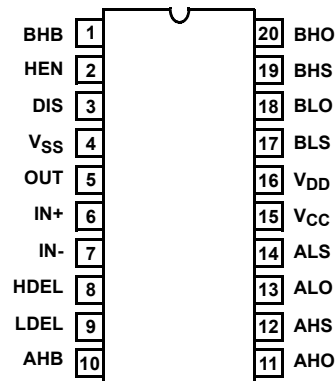 BHB 1 20 BHO
HEN 2 19 BHS
DIS 3 18 BLO
VSS 4 17 BLS
OUT 5 16 VDD
IN+ 6 15 VCC
IN- 7 14 ALS
HDEL 8 13 ALO
LDEL 9 12 AHS
AHB 10 11 AHO